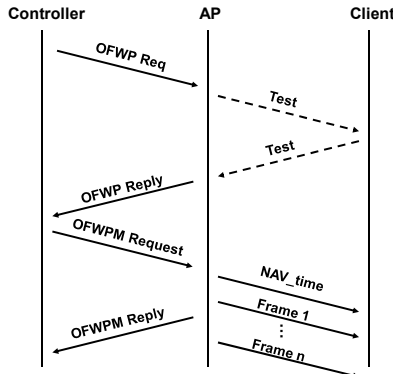 Controller AP Client
OFWP Req
Test
Test
OFWP Reply
OFWPM Request
NAV_time
Frame 1
OFWPM Reply
⋮
Frame n